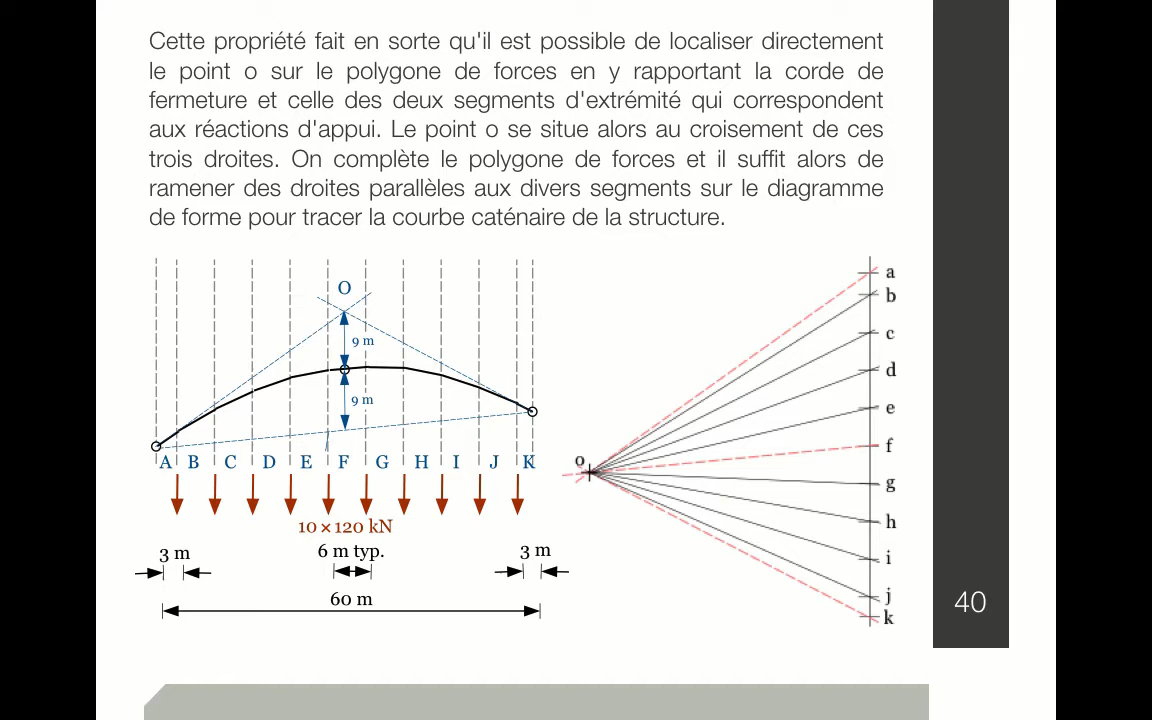 Cette propriété fait en sorte qu'il est possible de localiser directement
le point o sur le polygone de forces en y rapportant la corde de
fermeture et celle des deux segments d'extrémité qui correspondent
aux réactions d'appui. Le point o se situe alors au croisement de ces
trois droites. On complète le polygone de forces et il suffit alors de
ramener des droites parallèles aux divers segments sur le diagramme
de forme pour tracer la courbe caténaire de la structure.
O
9 m
9 m
A B C D E F G H I J K
10 × 120 kN
3 m 6 m typ. 3 m
60 m
a
b
c
d
e
f
o
g
h
i
j
k
40